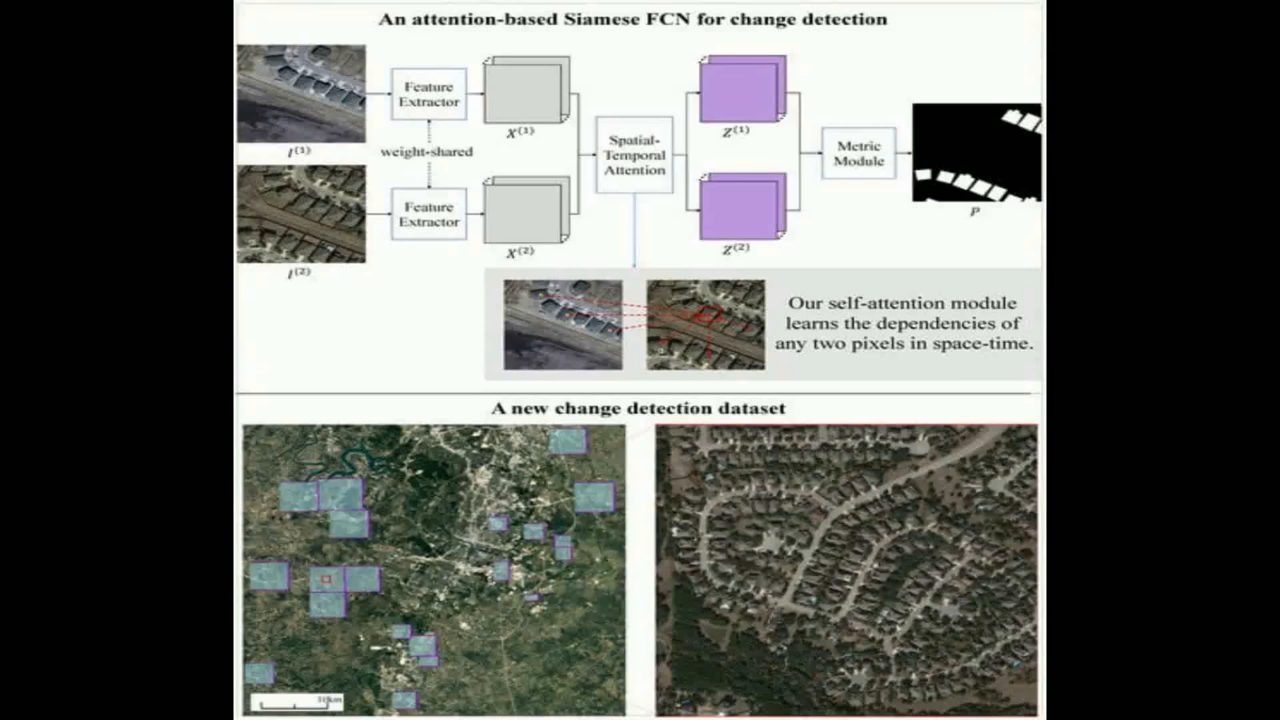 An attention-based Siamese FCN for change detection
Feature
Extractor
X⁽¹⁾
I⁽¹⁾
weight-shared
Feature
Extractor
X⁽²⁾
I⁽²⁾
Spatial-
Temporal
Attention
Z⁽¹⁾
Z⁽²⁾
Metric
Module
P
Our self-attention module
learns the dependencies of
any two pixels in space-time.
A new change detection dataset